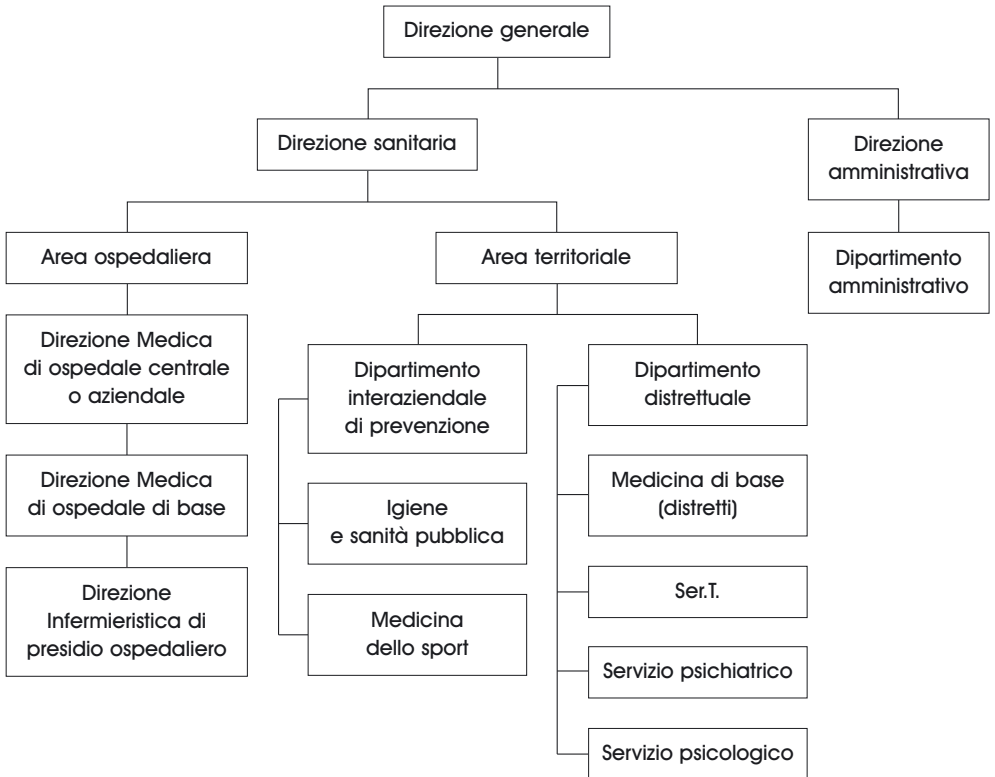 Direzione generale
Direzione sanitaria
Direzione
amministrativa
Area ospedaliera
Area territoriale
Dipartimento
amministrativo
Direzione Medica
di ospedale centrale
o aziendale
Direzione Medica
di ospedale di base
Direzione
Infermieristica di
presidio ospedaliero
Dipartimento
interaziendale
di prevenzione
Igiene
e sanità pubblica
Medicina
dello sport
Dipartimento
distrettuale
Medicina di base
(distretti)
Ser.T.
Servizio psichiatrico
Servizio psicologico